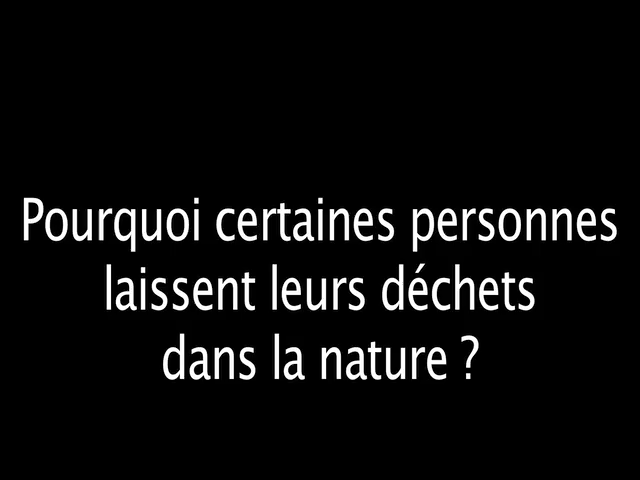 Pourquoi certaines personnes
laissent leurs déchets
dans la nature ?